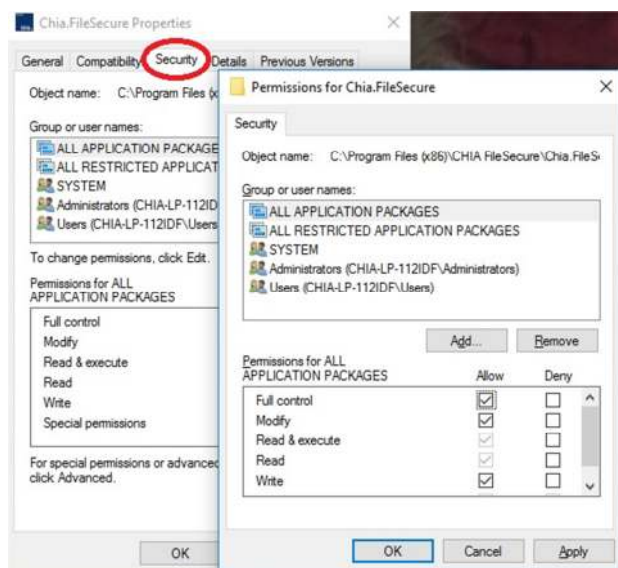 Chia.FileSecure Properties
General Compatibility Security Details Previous Versions
Object name: C:\Program Files (x
Group or user names:
ALL APPLICATION PACKAGE
ALL RESTRICTED APPLICAT
SYSTEM
Administrators (CHIA-LP-112ID
Users (CHIA-LP-112IDF\Users
To change permissions, click Edit.
Permissions for ALL
APPLICATION PACKAGES
Full control
Modify
Read & execute
Read
Write
Special permissions
For special permissions or advanced
click Advanced.
OK
Permissions for Chia.FileSecure
Security
Object name: C:\Program Files (x86)\CHIA FileSecure\Chia.FileS
Group or user names:
ALL APPLICATION PACKAGES
ALL RESTRICTED APPLICATION PACKAGES
SYSTEM
Administrators (CHIA-LP-112IDF\Administrators)
Users (CHIA-LP-112IDF\Users)
Add... Remove
Permissions for ALL
APPLICATION PACKAGES Allow Deny
Full control
Modify
Read & execute
Read
Write
OK Cancel Apply